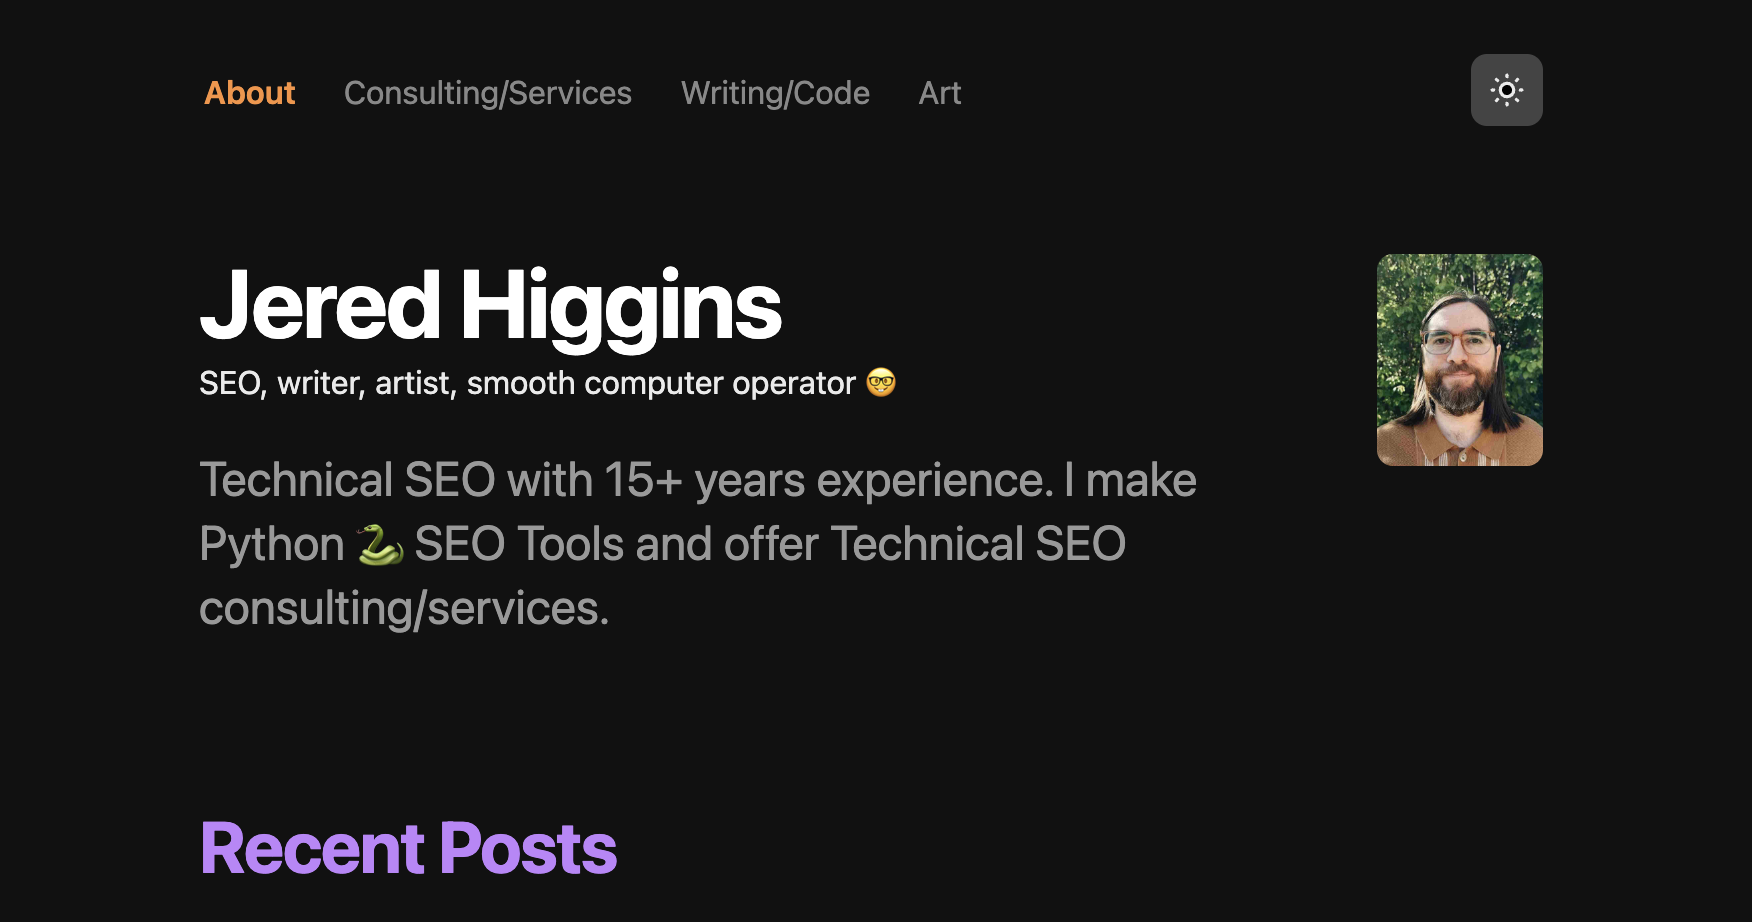 About Consulting/Services Writing/Code Art
Jered Higgins
SEO, writer, artist, smooth computer operator 🤓
Technical SEO with 15+ years experience. I make
Python 🐍 SEO Tools and offer Technical SEO
consulting/services.
Recent Posts